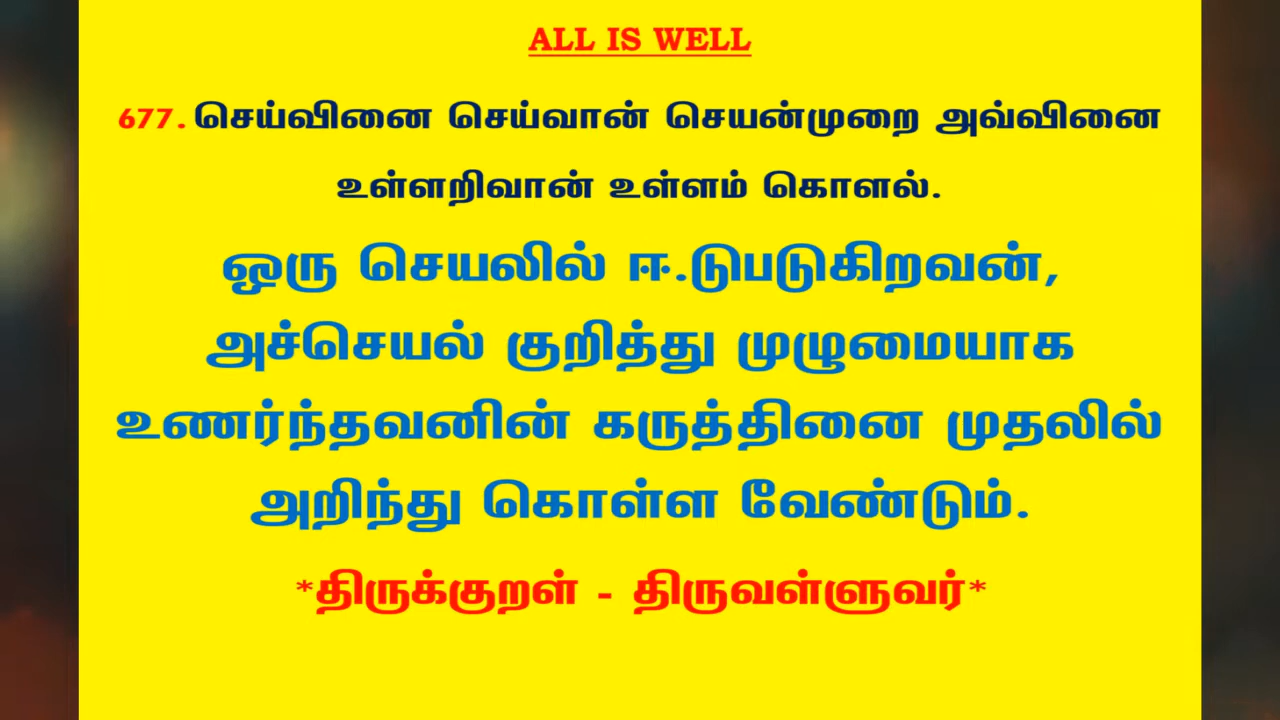 ALL IS WELL
677. செய்வினை செய்வான் செயன்முறை அவ்வினை
உள்ளறிவான் உள்ளம் கொளல்.
ஒரு செயலில் ஈ.டுபடுகிறவன்,
அச்செயல் குறித்து முழுமையாக
உணர்ந்தவனின் கருத்தினை முதலில்
அறிந்து கொள்ள வேண்டும்.
*திருக்குறள் - திருவள்ளுவர்*